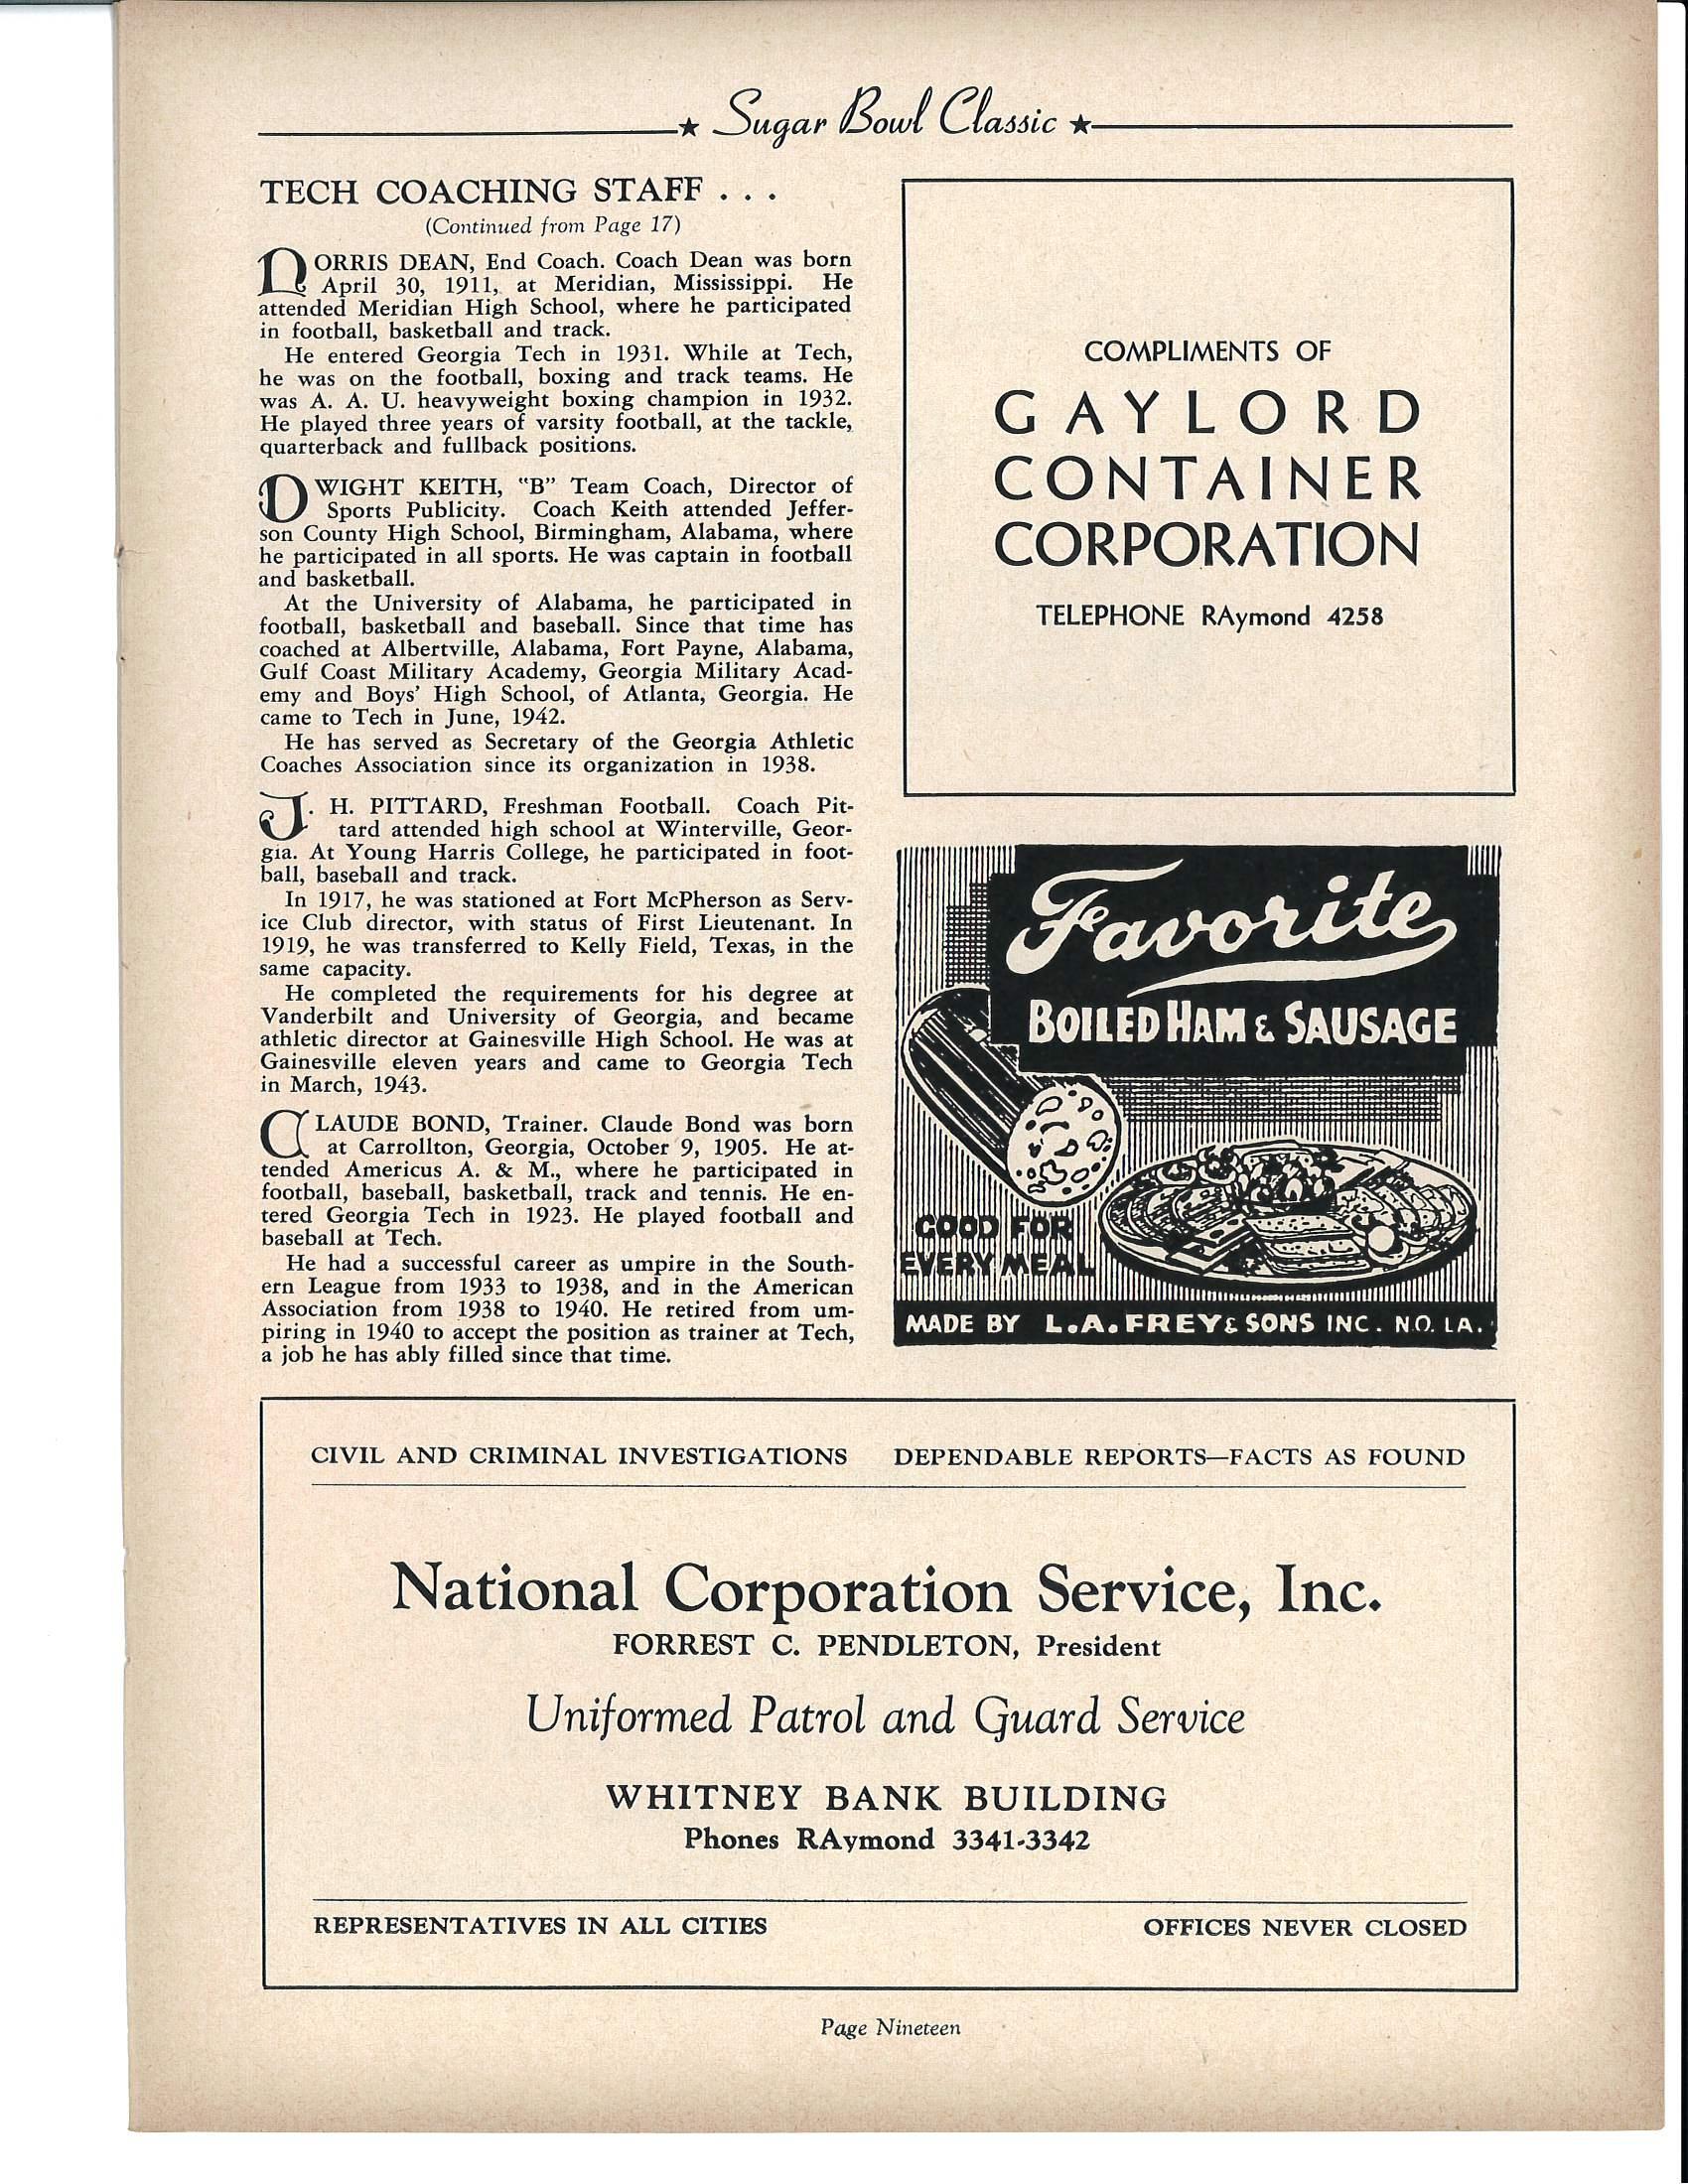 ★ Sugar Bowl Classic ★
TECH COACHING STAFF . . .
(Continued from Page 17)
NORRIS DEAN, End Coach. Coach Dean was born
April 30, 1911, at Meridian, Mississippi. He
attended Meridian High School, where he participated
in football, basketball and track.
He entered Georgia Tech in 1931. While at Tech,
he was on the football, boxing and track teams. He
was A. A. U. heavyweight boxing champion in 1932.
He played three years of varsity football, at the tackle,
quarterback and fullback positions.
DWIGHT KEITH, "B" Team Coach, Director of
Sports Publicity. Coach Keith attended Jeffer-
son County High School, Birmingham, Alabama, where
he participated in all sports. He was captain in football
and basketball.
At the University of Alabama, he participated in
football, basketball and baseball. Since that time has
coached at Albertville, Alabama, Fort Payne, Alabama,
Gulf Coast Military Academy, Georgia Military Acad-
emy and Boys' High School, of Atlanta, Georgia. He
came to Tech in June, 1942.
He has served as Secretary of the Georgia Athletic
Coaches Association since its organization in 1938.
J. H. PITTARD, Freshman Football. Coach Pit-
tard attended high school at Winterville, Geor-
gia. At Young Harris College, he participated in foot-
ball, baseball and track.
In 1917, he was stationed at Fort McPherson as Serv-
ice Club director, with status of First Lieutenant. In
1919, he was transferred to Kelly Field, Texas, in the
same capacity.
He completed the requirements for his degree at
Vanderbilt and University of Georgia, and became
athletic director at Gainesville High School. He was at
Gainesville eleven years and came to Georgia Tech
in March, 1943.
CLAUDE BOND, Trainer. Claude Bond was born
at Carrollton, Georgia, October 9, 1905. He at-
tended Americus A. & M., where he participated in
football, baseball, basketball, track and tennis. He en-
tered Georgia Tech in 1923. He played football and
baseball at Tech.
He had a successful career as umpire in the South-
ern League from 1933 to 1938, and in the American
Association from 1938 to 1940. He retired from um-
piring in 1940 to accept the position as trainer at Tech,
a job he has ably filled since that time.
COMPLIMENTS OF
GAYLORD
CONTAINER
CORPORATION
TELEPHONE RAymond 4258
Favorite
BOILED HAM & SAUSAGE
GOOD FOR
EVERY MEAL
MADE BY L.A. FREY & SONS INC. N.O. LA.
CIVIL AND CRIMINAL INVESTIGATIONS DEPENDABLE REPORTS—FACTS AS FOUND
National Corporation Service, Inc.
FORREST C. PENDLETON, President
Uniformed Patrol and Guard Service
WHITNEY BANK BUILDING
Phones RAymond 3341-3342
REPRESENTATIVES IN ALL CITIES OFFICES NEVER CLOSED
Page Nineteen